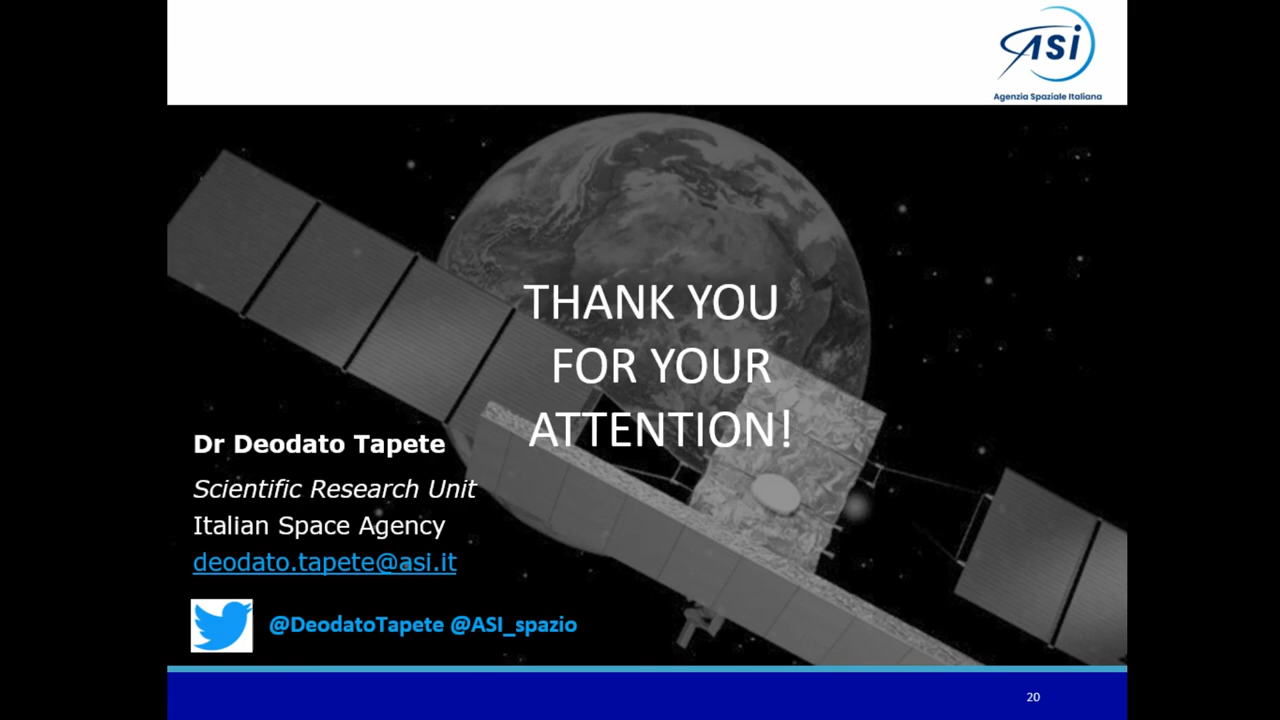 ASI
Agenzia Spaziale Italiana
THANK YOU
FOR YOUR
ATTENTION!
Dr Deodato Tapete
Scientific Research Unit
Italian Space Agency
deodato.tapete@asi.it
@DeodatoTapete @ASI_spazio
20